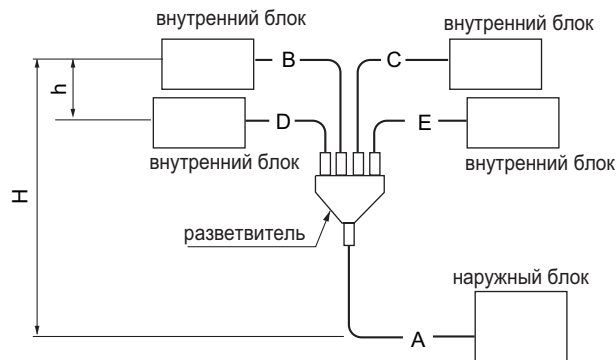 внутренний блок
внутренний блок
B
C
h
D
E
внутренний блок
внутренний блок
H
разветвитель
наружный блок
A